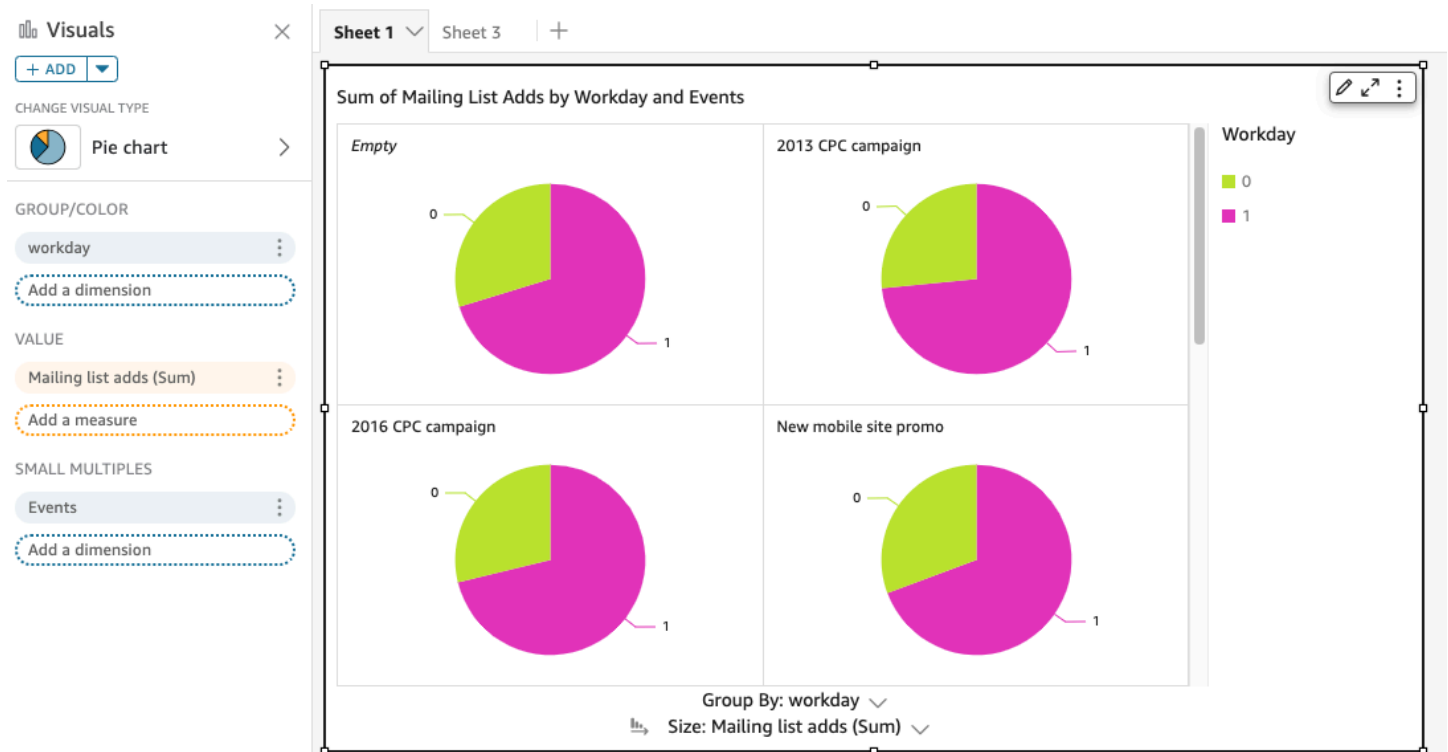 Visuals
+ ADD
CHANGE VISUAL TYPE
Pie chart
GROUP/COLOR
workday
Add a dimension
VALUE
Mailing list adds (Sum)
Add a measure
SMALL MULTIPLES
Events
Add a dimension
Sheet 1
Sheet 3
Sum of Mailing List Adds by Workday and Events
Empty
0
1
2013 CPC campaign
0
1
2016 CPC campaign
0
1
New mobile site promo
0
1
Group By: workday
Size: Mailing list adds (Sum)
Workday
0
1